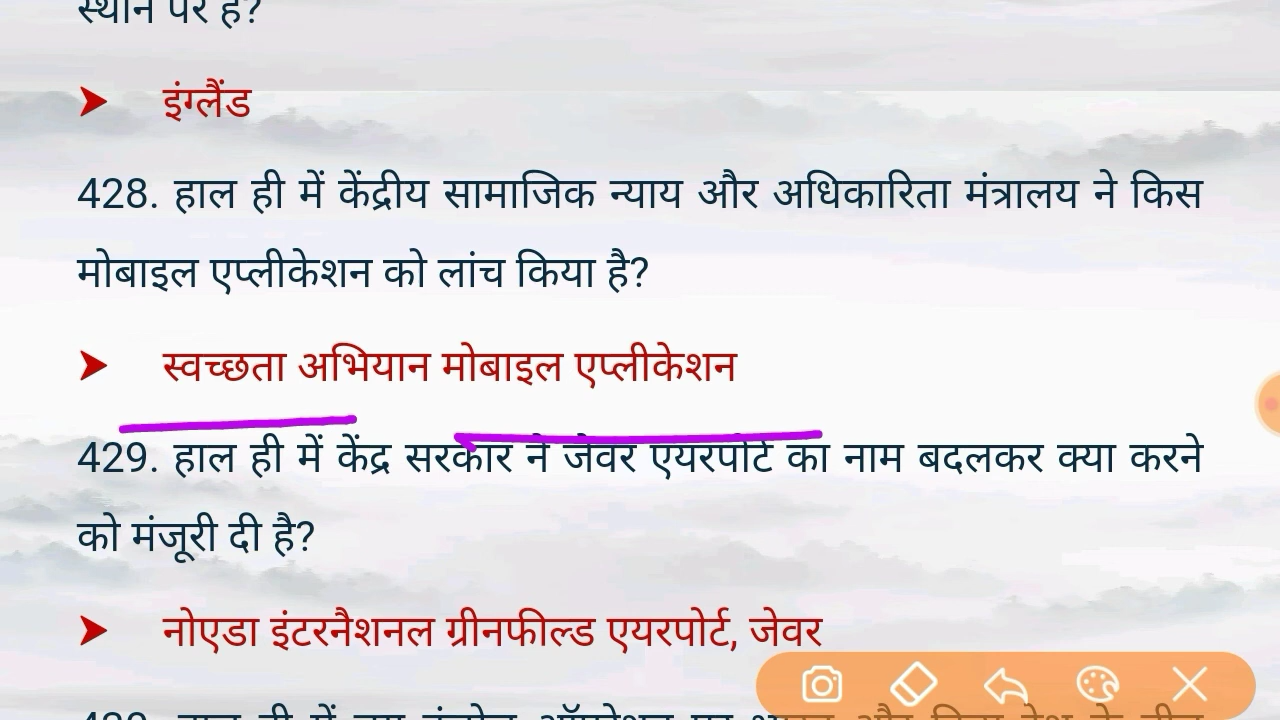 स्थान पर है?
➤ इंग्लैंड
428. हाल ही में केंद्रीय सामाजिक न्याय और अधिकारिता मंत्रालय ने किस
मोबाइल एप्लीकेशन को लांच किया है?
➤ स्वच्छता अभियान मोबाइल एप्लीकेशन
429. हाल ही में केंद्र सरकार ने जेवर एयरपोर्ट का नाम बदलकर क्या करने
को मंजूरी दी है?
➤ नोएडा इंटरनैशनल ग्रीनफील्ड एयरपोर्ट, जेवर
हाल ही में